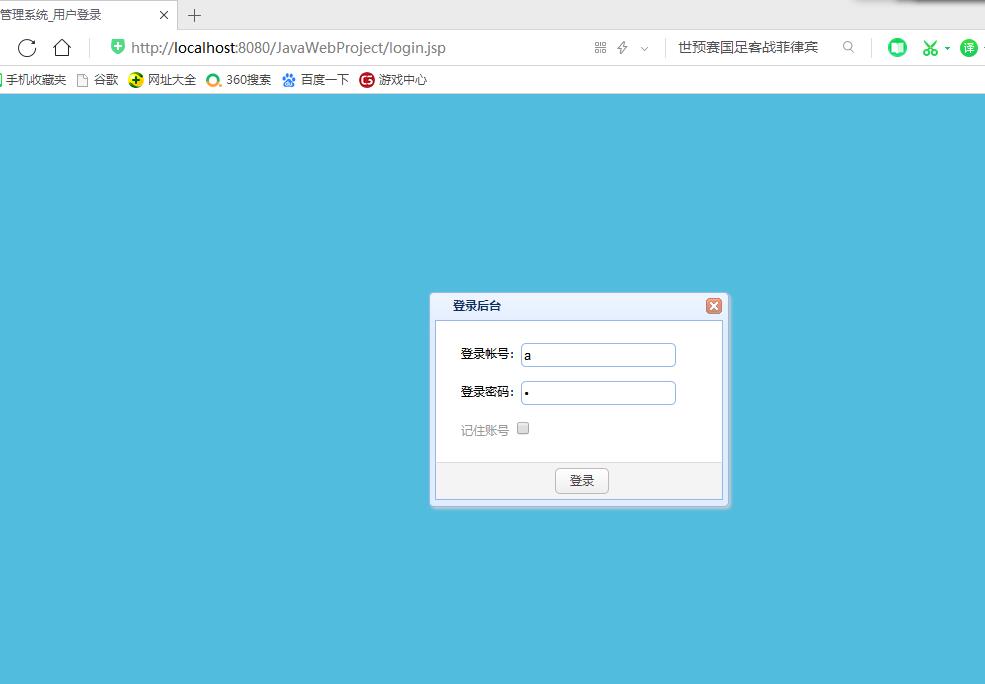 管理系统_用户登录
http://localhost:8080/JavaWebProject/login.jsp 世预赛国足客战菲律宾 译
手机收藏夹 谷歌 网址大全 360搜索 百度一下 游戏中心
登录后台
登录帐号： a
登录密码： •
记住账号
登录